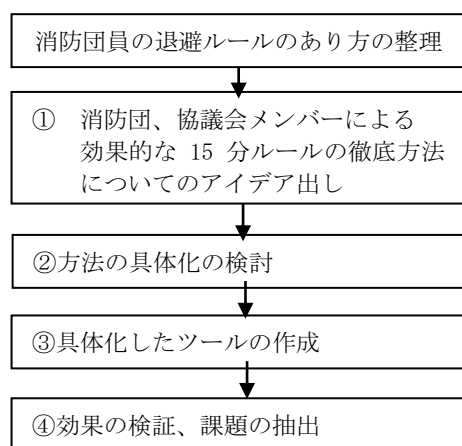 消防団員の退避ルールのあり方の整理
① 消防団、協議会メンバーによる
効果的な 15 分ルールの徹底方法
についてのアイデア出し
②方法の具体化の検討
③具体化したツールの作成
④効果の検証、課題の抽出